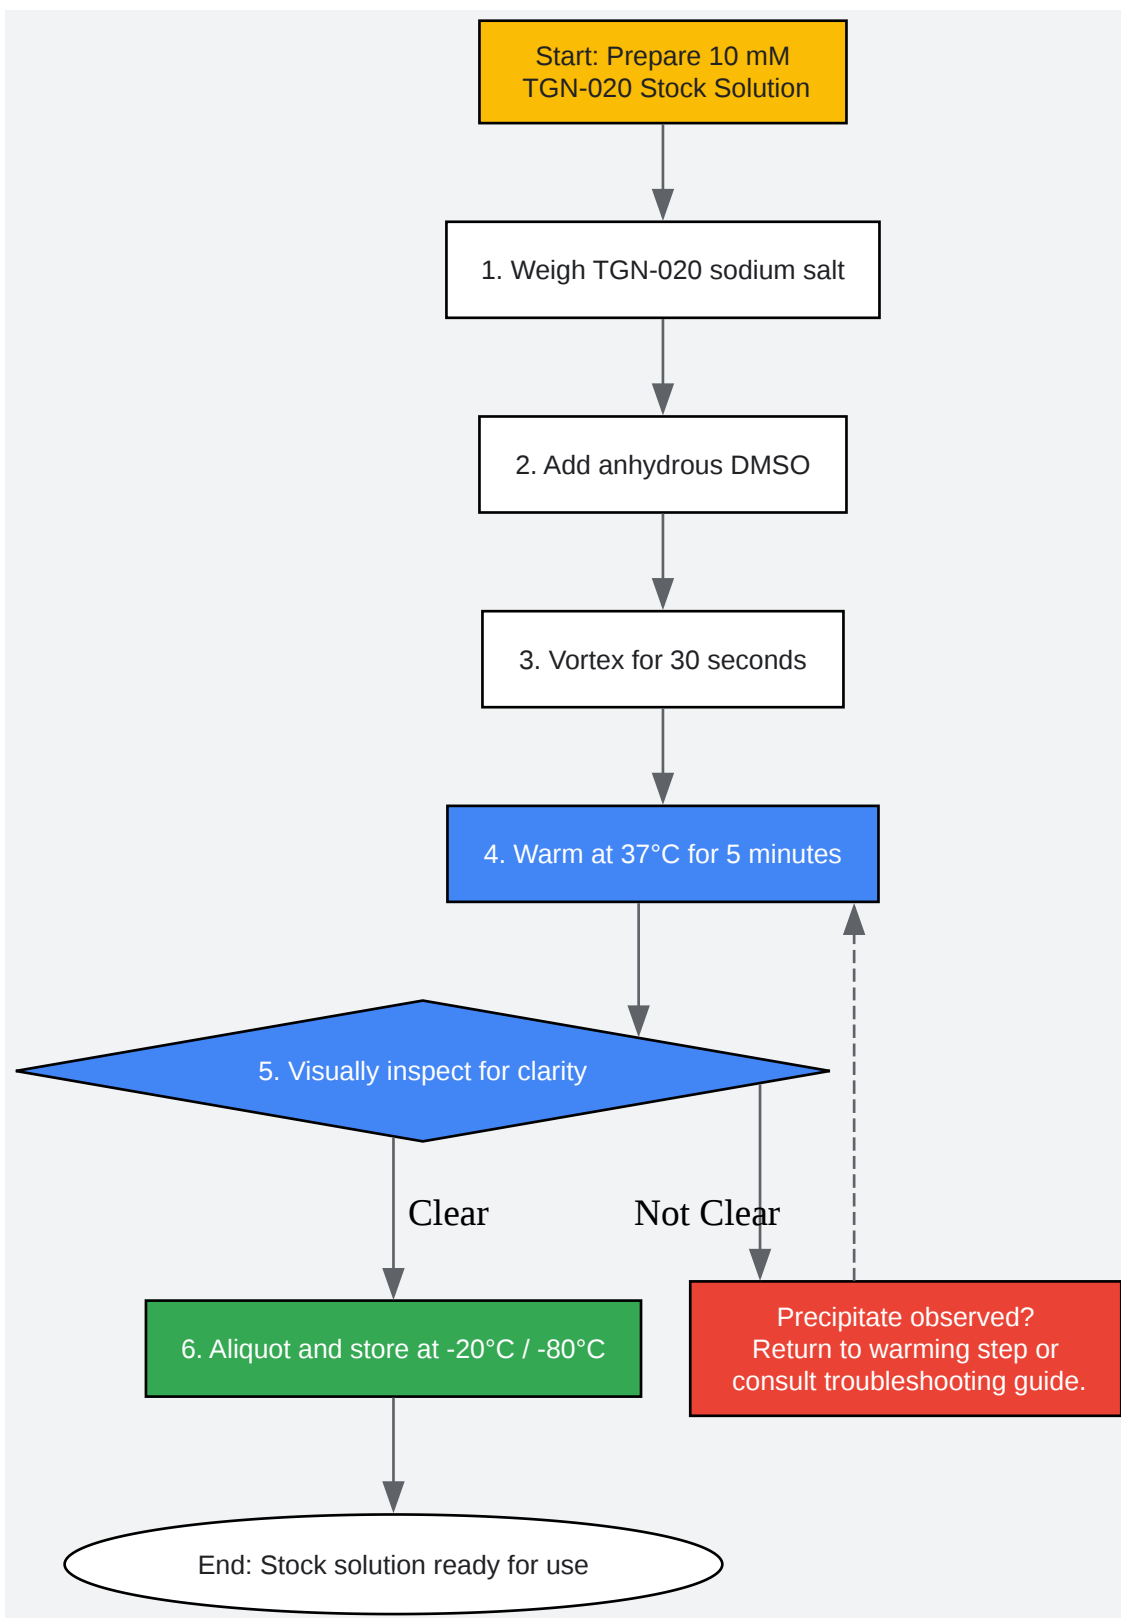 Start: Prepare 10 mM
TGN-020 Stock Solution
1. Weigh TGN-020 sodium salt
2. Add anhydrous DMSO
3. Vortex for 30 seconds
4. Warm at 37°C for 5 minutes
5. Visually inspect for clarity
Clear
Not Clear
6. Aliquot and store at -20°C / -80°C
Precipitate observed?
Return to warming step or
consult troubleshooting guide.
End: Stock solution ready for use